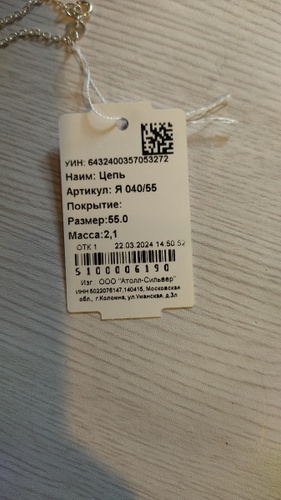 УИН: 6432400357053272
Наим: Цепь
Артикул: Я 040/55
Покрытие:
Размер:55.0
Масса:2,1
ОТК 1 22.03.2024 14:50:52
5100006190
Изг.: ООО "Атолл-Сильвер"
ИНН 5022076147,140415, Московская
обл., г.Коломна, ул.Уманская, д.3л